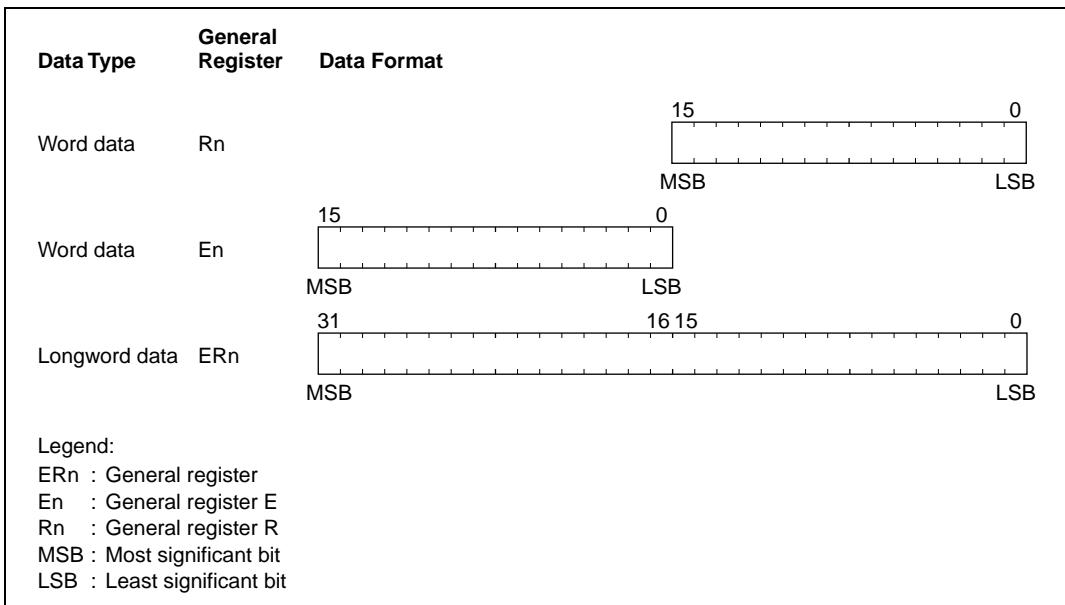 Data Type General Register Data Format
15 0
Word data Rn
MSB LSB
15 0
Word data En
MSB LSB
31 16 15 0
Longword data ERn
MSB LSB
Legend:
ERn : General register
En : General register E
Rn : General register R
MSB : Most significant bit
LSB : Least significant bit